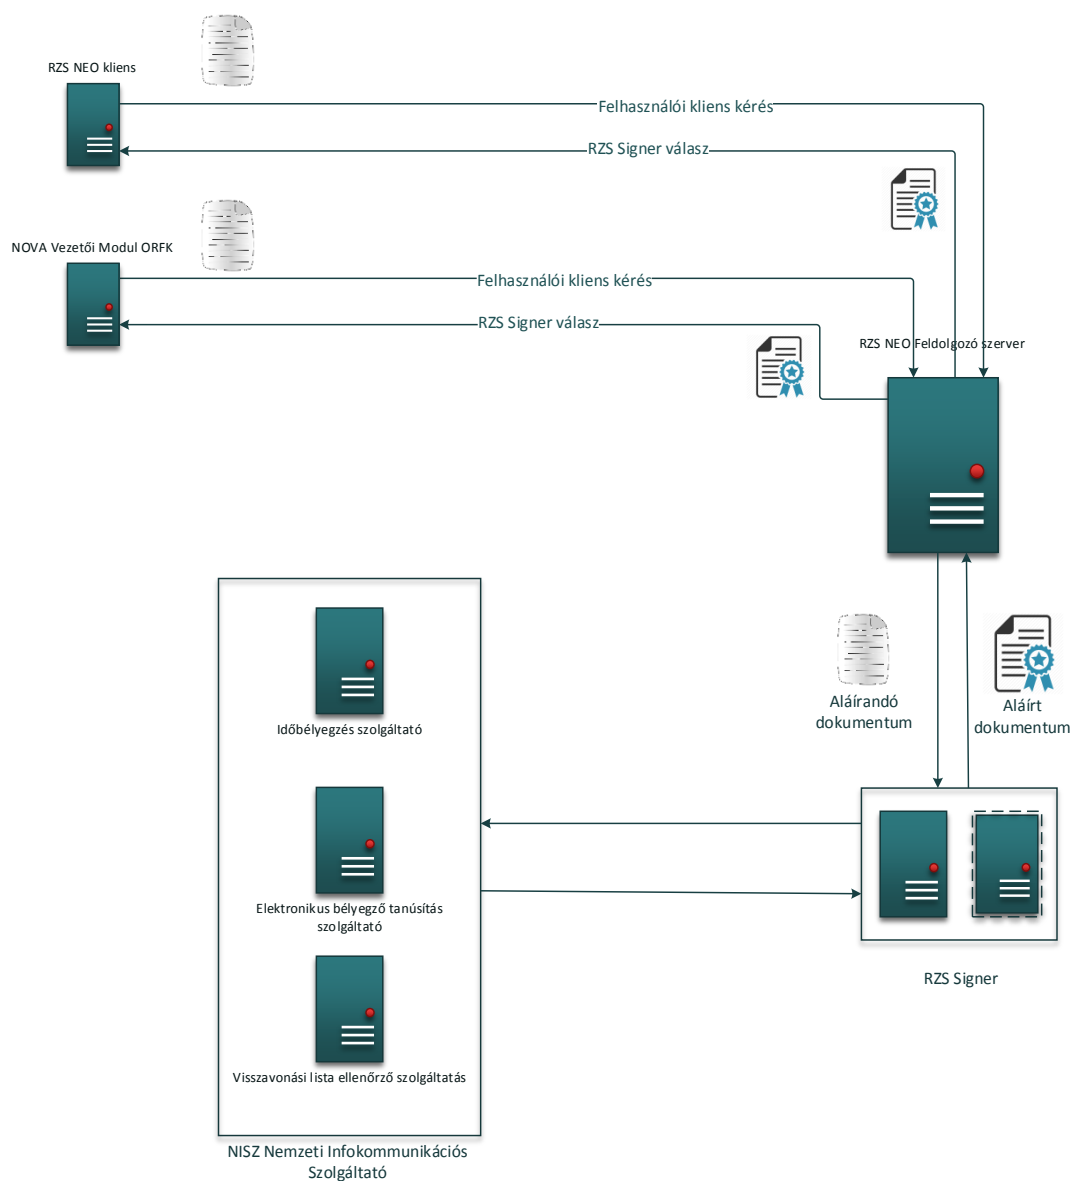 RZS NEO kliens
Felhasználói kliens kérés
RZS Signer válasz
NOVA Vezetői Modul ORFK
Felhasználói kliens kérés
RZS Signer válasz
RZS NEO Feldolgozó szerver
Aláírandó
dokumentum
Aláírt
dokumentum
Időbélyegzés szolgáltató
Elektronikus bélyegző tanúsítás
szolgáltató
Visszavonási lista ellenőrző szolgáltatás
RZS Signer
NISZ Nemzeti Infokommunikációs
Szolgáltató